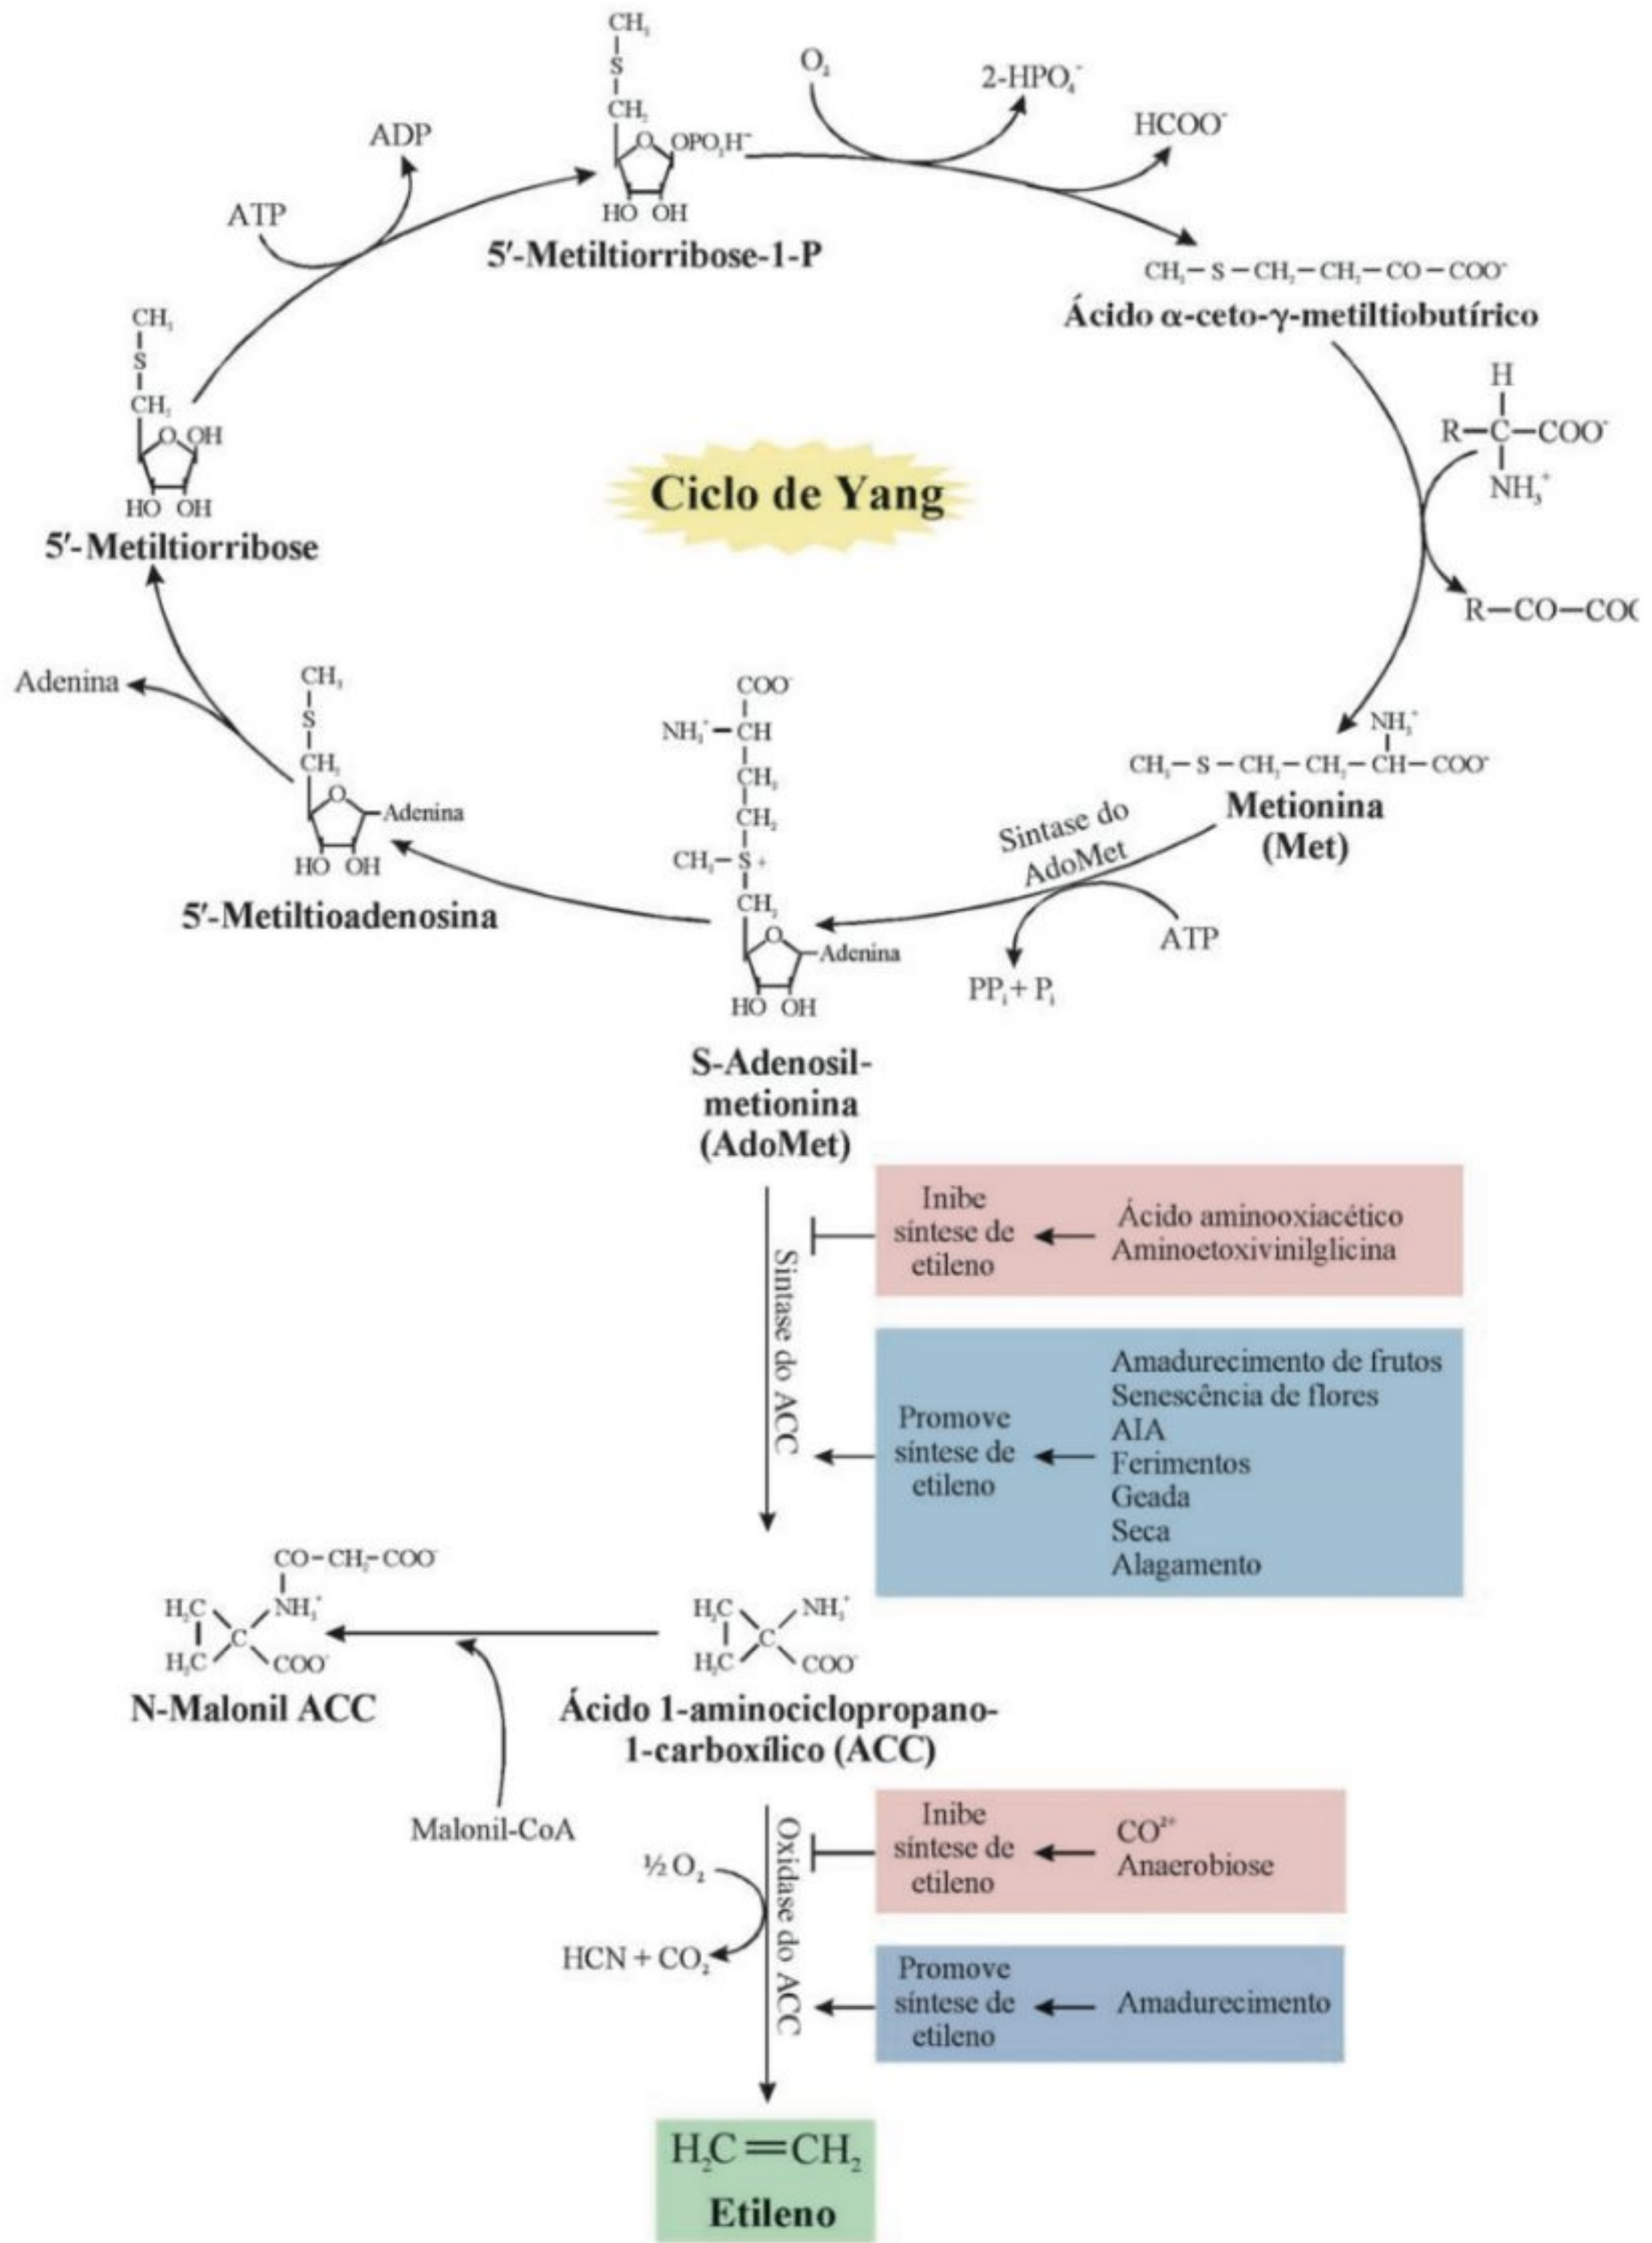 CH₃
S
CH₂
O OPO₃H⁻
HO OH
5′-Metiltiorribose-1-P
O₂
2-HPO₄⁻
HCOO⁻
ADP
ATP
CH₃–S–CH₂–CH₂–CO–COO⁻
Ácido α-ceto-γ-metiltiobutírico
CH₃
S
CH₂
O OH
HO OH
5′-Metiltiorribose
H
R–C–COO⁻
NH₃⁺
R–CO–COO
Ciclo de Yang
Adenina
CH₃
S
CH₂
O
Adenina
HO OH
5′-Metiltioadenosina
COO⁻
NH₃⁺–CH
CH₂
CH₂
CH₃–S+
CH₂
O
Adenina
HO OH
S-Adenosil-
metionina
(AdoMet)
NH₃⁺
CH₃–S–CH₂–CH₂–CH–COO⁻
Metionina
(Met)
Sintase do
AdoMet
ATP
PPᵢ+ Pᵢ
Sintase do ACC
Inibe
síntese de
etileno
Ácido aminooxiacético
Aminoetoxivinilglicina
Promove
síntese de
etileno
Amadurecimento de frutos
Senescência de flores
AIA
Ferimentos
Geada
Seca
Alagamento
CO–CH₂–COO⁻
H₂C NH₃⁺
C
H₂C COO⁻
N-Malonil ACC
H₂C NH₃⁺
C
H₂C COO⁻
Ácido 1-aminociclopropano-
1-carboxílico (ACC)
Malonil-CoA
½ O₂
HCN + CO₂
Oxidase do ACC
Inibe
síntese de
etileno
CO²⁺
Anaerobiose
Promove
síntese de
etileno
Amadurecimento
H₂C=CH₂
Etileno